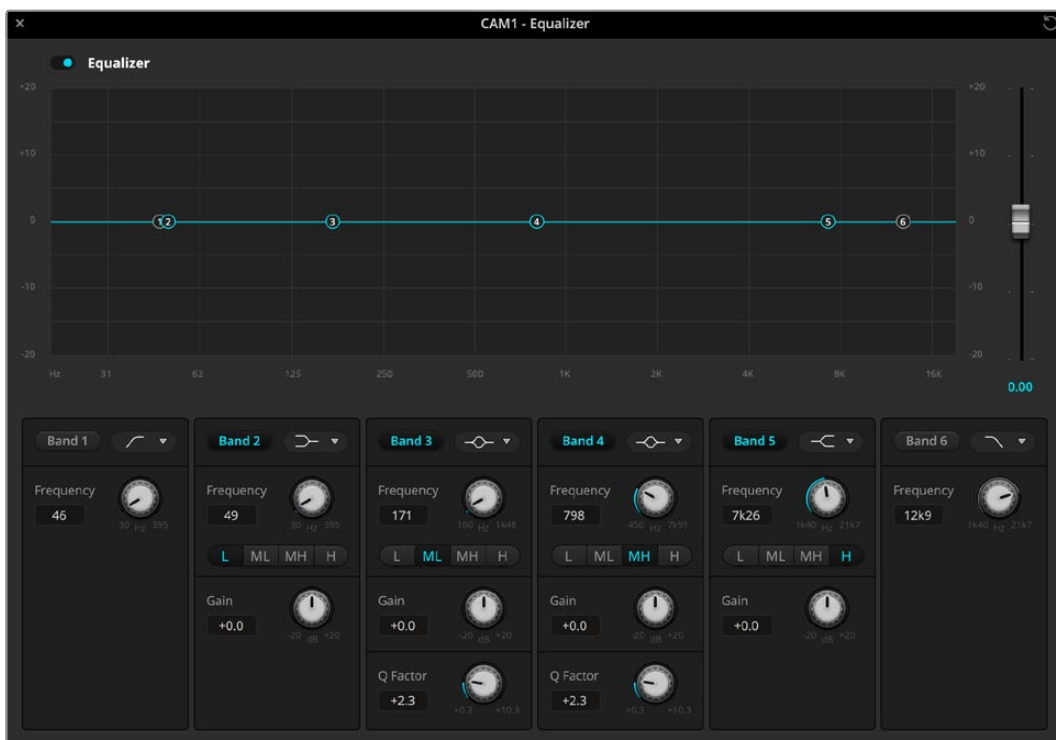 CAM1 - Equalizer
Equalizer
+20 +20
+10 +10
0 1 2 3 4 5 6 0
-10 -10
-20 -20
Hz 31 62 125 250 500 1K 2K 4K 8K 16K
0.00
Band 1 Band 2 Band 3 Band 4 Band 5 Band 6
Frequency Frequency Frequency Frequency Frequency Frequency
46 49 171 798 7k26 12k9
30 Hz 395 30 Hz 395 100 Hz 1k48 450 Hz 7k91 1k40 Hz 21k7 1k40 Hz 21k7
L ML MH H L ML MH H L ML MH H L ML MH H
Gain Gain Gain Gain
+0.0 +0.0 +0.0 +0.0
-20 dB +20 -20 dB +20 -20 dB +20 -20 dB +20
Q Factor Q Factor
+2.3 +2.3
+0.3 +10.3 +0.3 +10.3